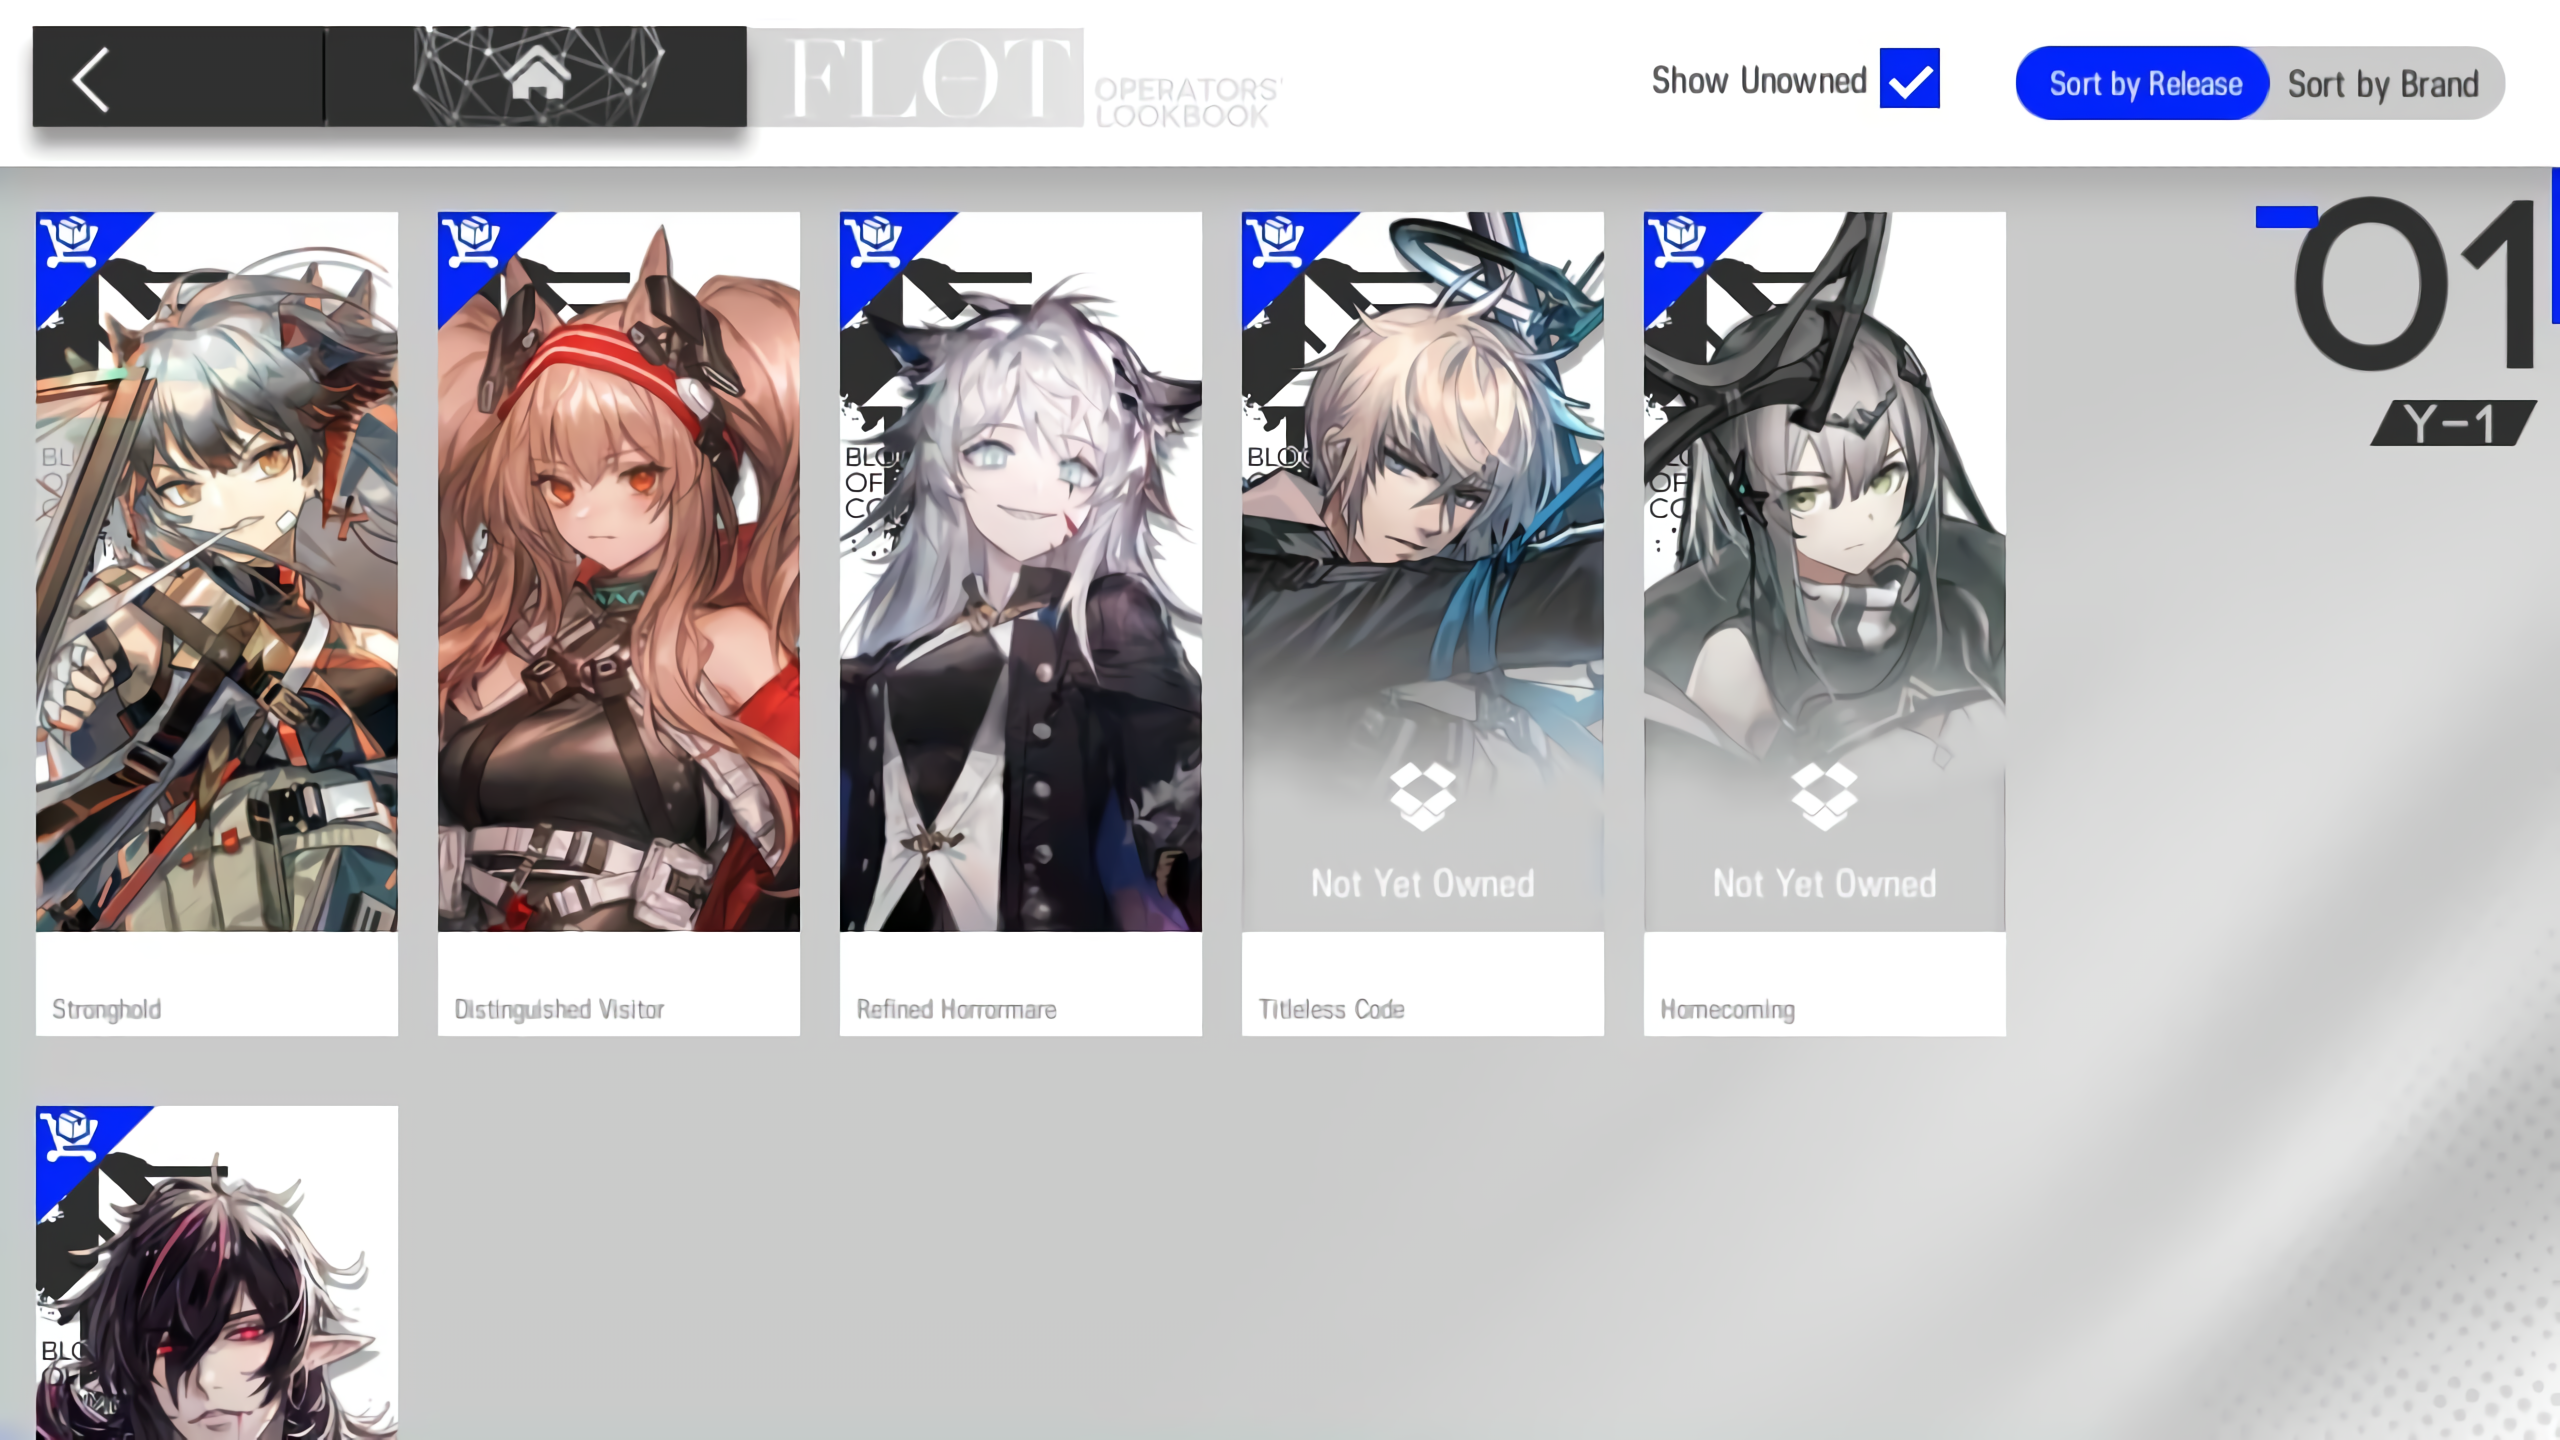 FLOT
OPERATORS'
LOOKBOOK
Show Unowned
Sort by Release
Sort by Brand
01
Y-1
Not Yet Owned
Not Yet Owned
Stronghold
Distinguished Visitor
Refined Horrormare
Titleless Code
Homecoming